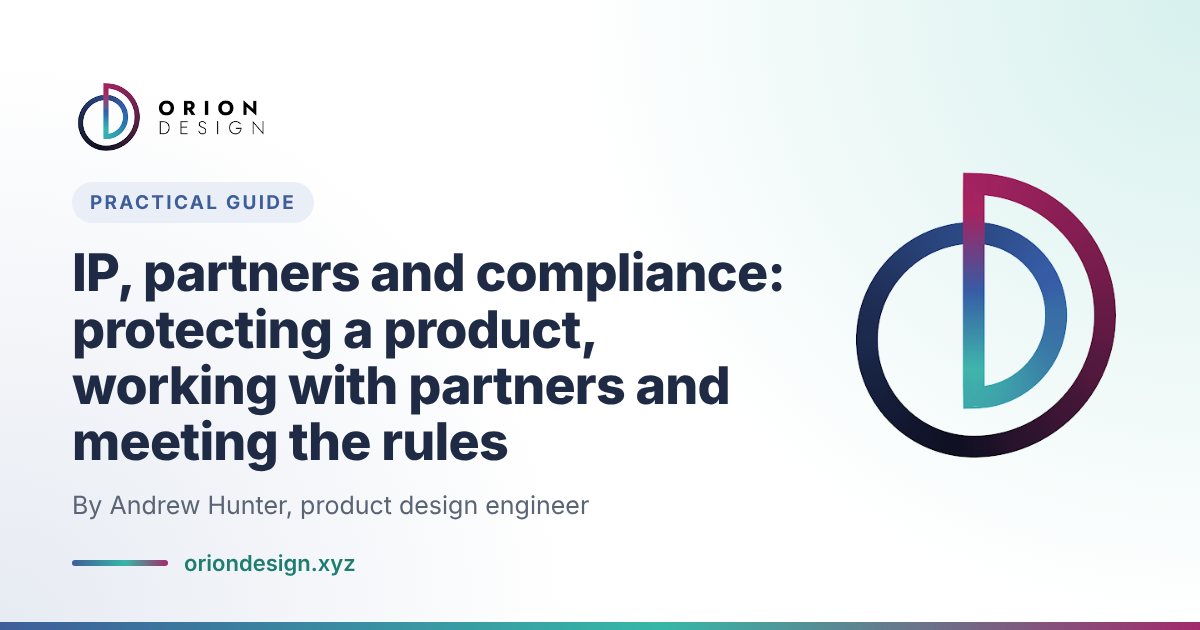 ORION
DESIGN
PRACTICAL GUIDE
IP, partners and compliance:
protecting a product,
working with partners and
meeting the rules
By Andrew Hunter, product design engineer
oriondesign.xyz